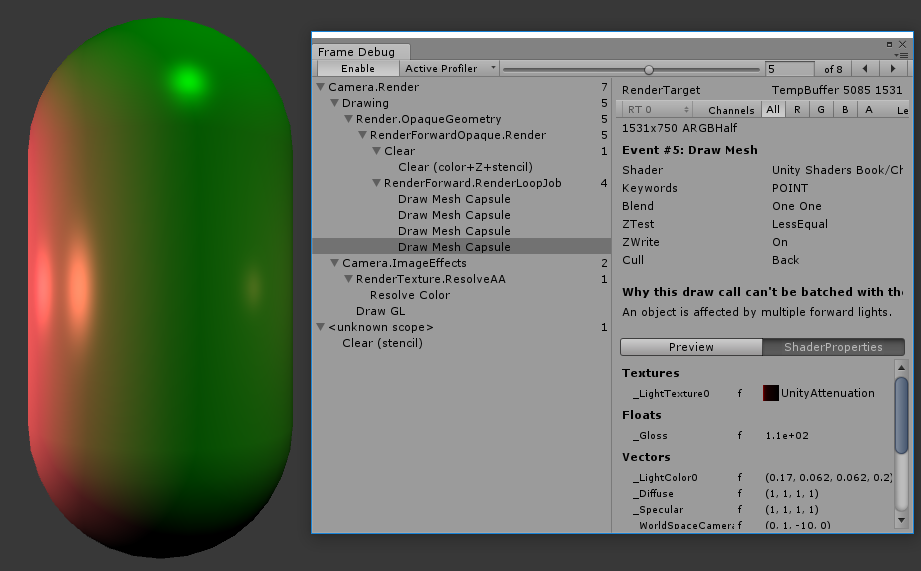 Frame Debug
Enable Active Profiler 5 of 8
Camera.Render 7
Drawing 5
Render.OpaqueGeometry 5
RenderForwardOpaque.Render 5
Clear 1
Clear (color+Z+stencil)
RenderForward.RenderLoopJob 4
Draw Mesh Capsule
Draw Mesh Capsule
Draw Mesh Capsule
Draw Mesh Capsule
Camera.ImageEffects 2
RenderTexture.ResolveAA 1
Resolve Color
Draw GL
<unknown scope> 1
Clear (stencil)
RenderTarget TempBuffer 5085 1531
RT 0 Channels All R G B A Le
1531x750 ARGBHalf
Event #5: Draw Mesh
Shader Unity Shaders Book/Ch
Keywords POINT
Blend One One
ZTest LessEqual
ZWrite On
Cull Back
Why this draw call can't be batched with the
An object is affected by multiple forward lights.
Preview ShaderProperties
Textures
_LightTexture0 f UnityAttenuation
Floats
_Gloss f 1.1e+02
Vectors
_LightColor0 f (0.17, 0.062, 0.062, 0.2)
_Diffuse f (1, 1, 1, 1)
_Specular f (1, 1, 1, 1)
_WorldSpaceCamera f (0, 1, -10, 0)